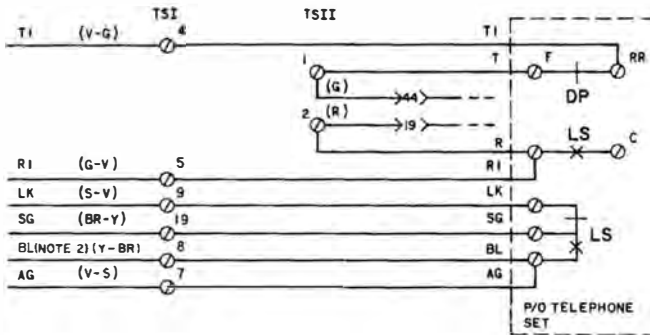 TSI TSII
TI (V-G) 4 TI
1 T F RR
(G) 44 DP
2 (R) 19 LS
R C
RI (G-V) 5 RI
LK (S-V) 9 LK
SG (BR-Y) 19 SG LS
BL(NOTE 2)(Y-BR) 8 BL
AG (V-S) 7 AG
P/O TELEPHONE
SET